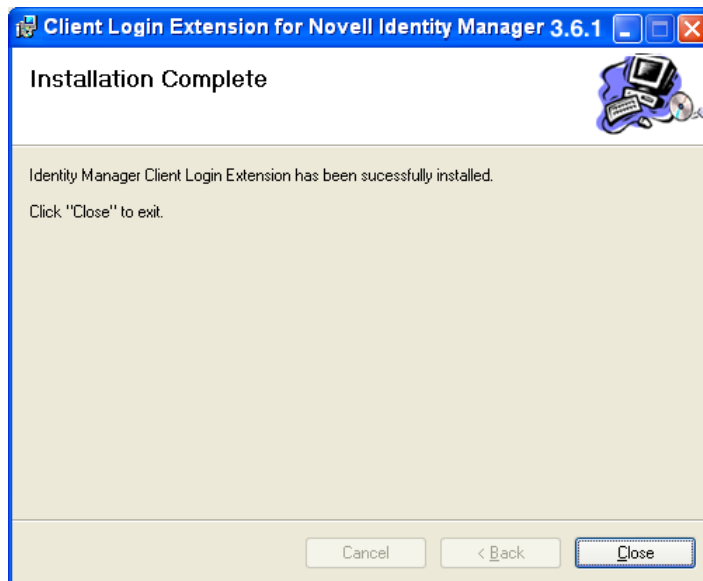 Client Login Extension for Novell Identity Manager 3.6.1
Installation Complete
Identity Manager Client Login Extension has been sucessfully installed.
Click "Close" to exit.
Cancel
< Back
Close